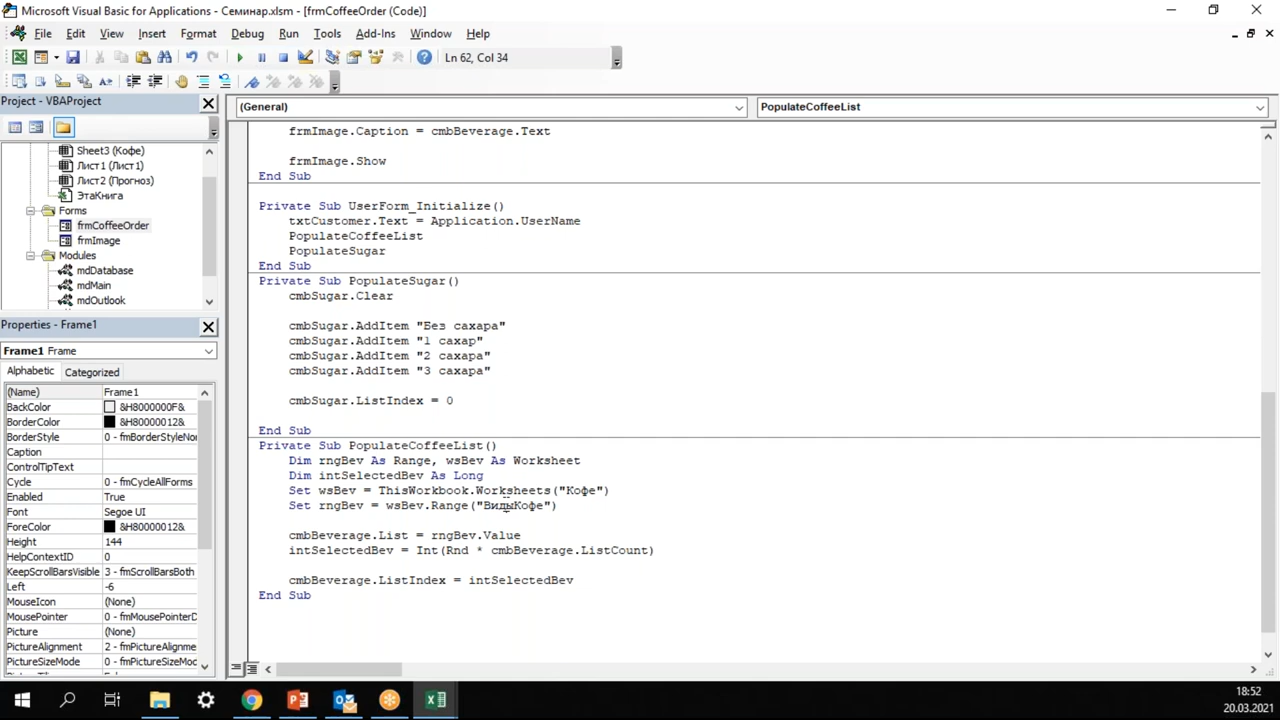 Microsoft Visual Basic for Applications - Семинар.xlsm - [frmCoffeeOrder (Code)]
File Edit View Insert Format Debug Run Tools Add-Ins Window Help
Ln 62, Col 34
Project - VBAProject
Sheet3 (Кофе)
Лист1 (Лист1)
Лист2 (Прогноз)
ЭтаКнига
Forms
frmCoffeeOrder
frmImage
Modules
mdDatabase
mdMain
mdOutlook
Properties - Frame1
Frame1 Frame
Alphabetic Categorized
(Name) Frame1
BackColor &H8000000F&
BorderColor &H80000012&
BorderStyle 0 - fmBorderStyleNon
Caption
ControlTipText
Cycle 0 - fmCycleAllForms
Enabled True
Font Segoe UI
ForeColor &H80000012&
Height 144
HelpContextID 0
KeepScrollBarsVisible 3 - fmScrollBarsBoth
Left -6
MouseIcon (None)
MousePointer 0 - fmMousePointerD
Picture (None)
PictureAlignment 2 - fmPictureAlignme
PictureSizeMode 0 - fmPictureSizeMod
(General) PopulateCoffeeList
frmImage.Caption = cmbBeverage.Text
frmImage.Show
End Sub
Private Sub UserForm_Initialize()
txtCustomer.Text = Application.UserName
PopulateCoffeeList
PopulateSugar
End Sub
Private Sub PopulateSugar()
cmbSugar.Clear
cmbSugar.AddItem "Без сахара"
cmbSugar.AddItem "1 сахар"
cmbSugar.AddItem "2 сахара"
cmbSugar.AddItem "3 сахара"
cmbSugar.ListIndex = 0
End Sub
Private Sub PopulateCoffeeList()
Dim rngBev As Range, wsBev As Worksheet
Dim intSelectedBev As Long
Set wsBev = ThisWorkbook.Worksheets("Кофе")
Set rngBev = wsBev.Range("ВидыКофе")
cmbBeverage.List = rngBev.Value
intSelectedBev = Int(Rnd * cmbBeverage.ListCount)
cmbBeverage.ListIndex = intSelectedBev
End Sub
18:52
20.03.2021